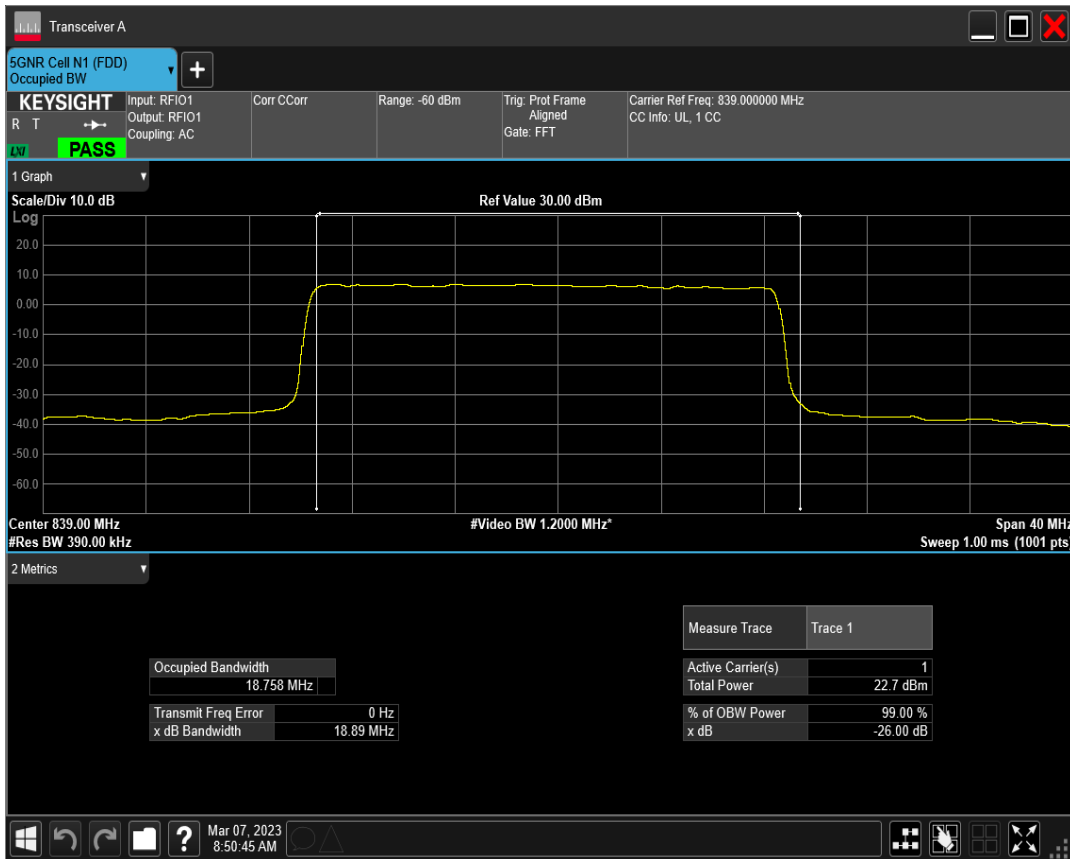 Transceiver A
5GNR Cell N1 (FDD)
Occupied BW
+
KEYSIGHT
R T
LXI
PASS
Input: RFIO1
Output: RFIO1
Coupling: AC
Corr CCorr
Range: -60 dBm
Trig: Prot Frame
Aligned
Gate: FFT
Carrier Ref Freq: 839.000000 MHz
CC Info: UL, 1 CC
1 Graph
Scale/Div 10.0 dB
Ref Value 30.00 dBm
Log
20.0
10.0
0.00
-10.0
-20.0
-30.0
-40.0
-50.0
-60.0
Center 839.00 MHz
#Video BW 1.2000 MHz*
Span 40 MHz
#Res BW 390.00 kHz
Sweep 1.00 ms (1001 pts)
2 Metrics
Measure Trace Trace 1
Occupied Bandwidth
18.758 MHz
Transmit Freq Error 0 Hz
x dB Bandwidth 18.89 MHz
Active Carrier(s) 1
Total Power 22.7 dBm
% of OBW Power 99.00 %
x dB -26.00 dB
?
Mar 07, 2023
8:50:45 AM